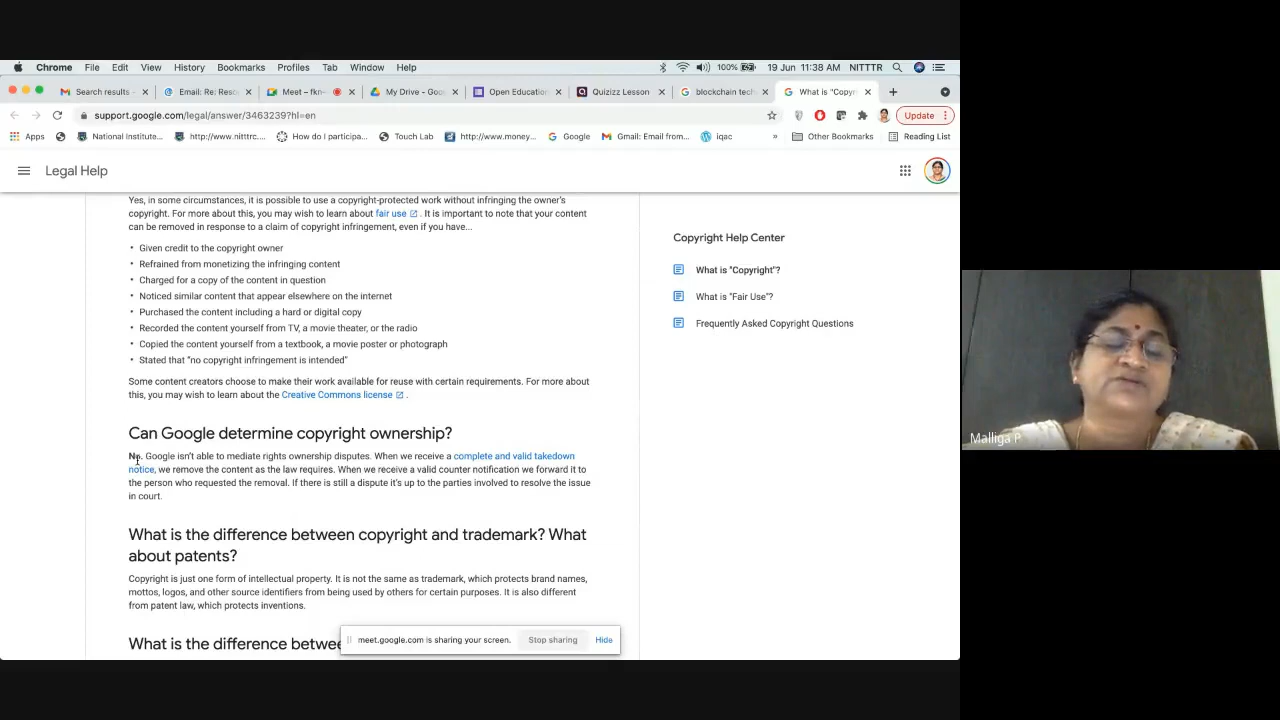 Chrome File Edit View History Bookmarks Profiles Tab Window Help 100% 19 Jun 11:38 AM NITTTR
Search results – Email: Re: Reso Meet – fkn- My Drive – Goo Open Education Quizizz Lesson blockchain tech What is "Copyr
support.google.com/legal/answer/3463239?hl=en Update
Apps National Institute... http://www.nitttrc.... How do I participa... Touch Lab http://www.money... Google Gmail: Email from... iqac » Other Bookmarks Reading List
Legal Help
Yes, in some circumstances, it is possible to use a copyright-protected work without infringing the owner's
copyright. For more about this, you may wish to learn about fair use . It is important to note that your content
can be removed in response to a claim of copyright infringement, even if you have...
• Given credit to the copyright owner
• Refrained from monetizing the infringing content
• Charged for a copy of the content in question
• Noticed similar content that appear elsewhere on the internet
• Purchased the content including a hard or digital copy
• Recorded the content yourself from TV, a movie theater, or the radio
• Copied the content yourself from a textbook, a movie poster or photograph
• Stated that "no copyright infringement is intended"
Some content creators choose to make their work available for reuse with certain requirements. For more about
this, you may wish to learn about the Creative Commons license .
Can Google determine copyright ownership?
No. Google isn't able to mediate rights ownership disputes. When we receive a complete and valid takedown
notice, we remove the content as the law requires. When we receive a valid counter notification we forward it to
the person who requested the removal. If there is still a dispute it's up to the parties involved to resolve the issue
in court.
What is the difference between copyright and trademark? What
about patents?
Copyright is just one form of intellectual property. It is not the same as trademark, which protects brand names,
mottos, logos, and other source identifiers from being used by others for certain purposes. It is also different
from patent law, which protects inventions.
What is the difference betwee
meet.google.com is sharing your screen. Stop sharing Hide
Copyright Help Center
What is "Copyright"?
What is "Fair Use"?
Frequently Asked Copyright Questions
Malliga P